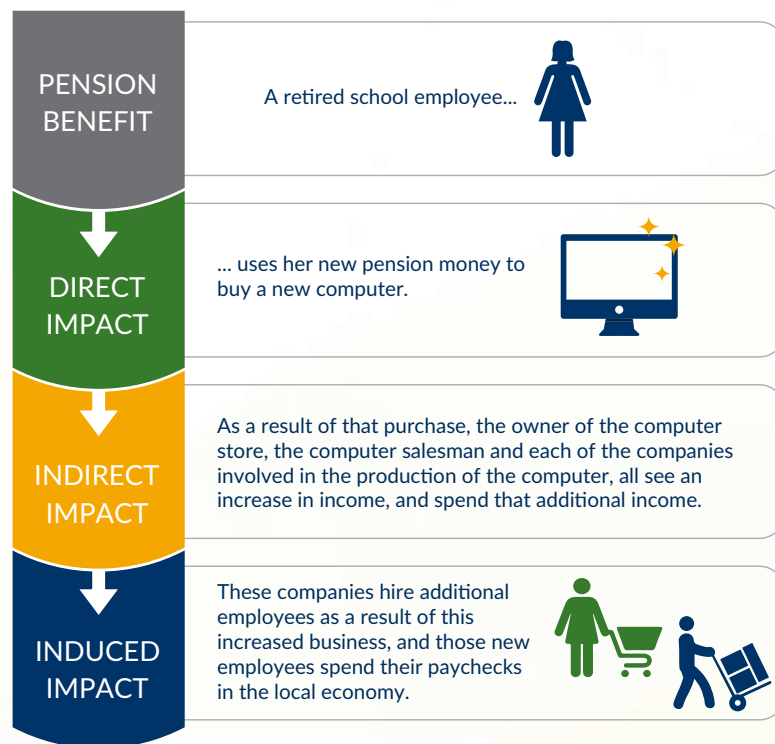 PENSION
BENEFIT
A retired school employee...
DIRECT
IMPACT
... uses her new pension money to
buy a new computer.
INDIRECT
IMPACT
As a result of that purchase, the owner of the computer
store, the computer salesman and each of the companies
involved in the production of the computer, all see an
increase in income, and spend that additional income.
INDUCED
IMPACT
These companies hire additional
employees as a result of this
increased business, and those new
employees spend their paychecks
in the local economy.